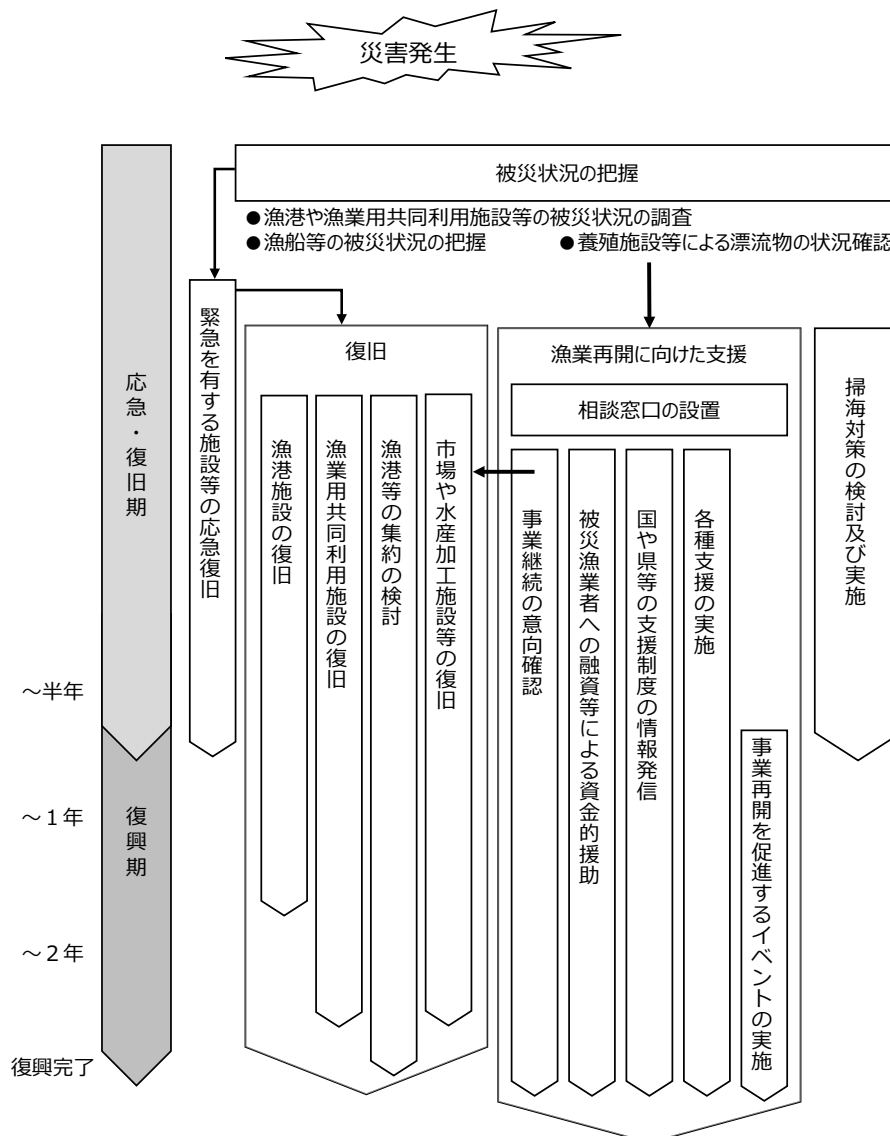 災害発生
被災状況の把握
●漁港や漁業用共同利用施設等の被災状況の調査
●漁船等の被災状況の把握
●養殖施設等による漂流物の状況確認
応急・復旧期
復興期
～半年
～１年
～２年
復興完了
緊急を有する施設等の応急復旧
復旧
漁港施設の復旧
漁業用共同利用施設の復旧
漁港等の集約の検討
市場や水産加工施設等の復旧
漁業再開に向けた支援
相談窓口の設置
事業継続の意向確認
被災漁業者への融資等による資金的援助
国や県等の支援制度の情報発信
各種支援の実施
事業再開を促進するイベントの実施
掃海対策の検討及び実施